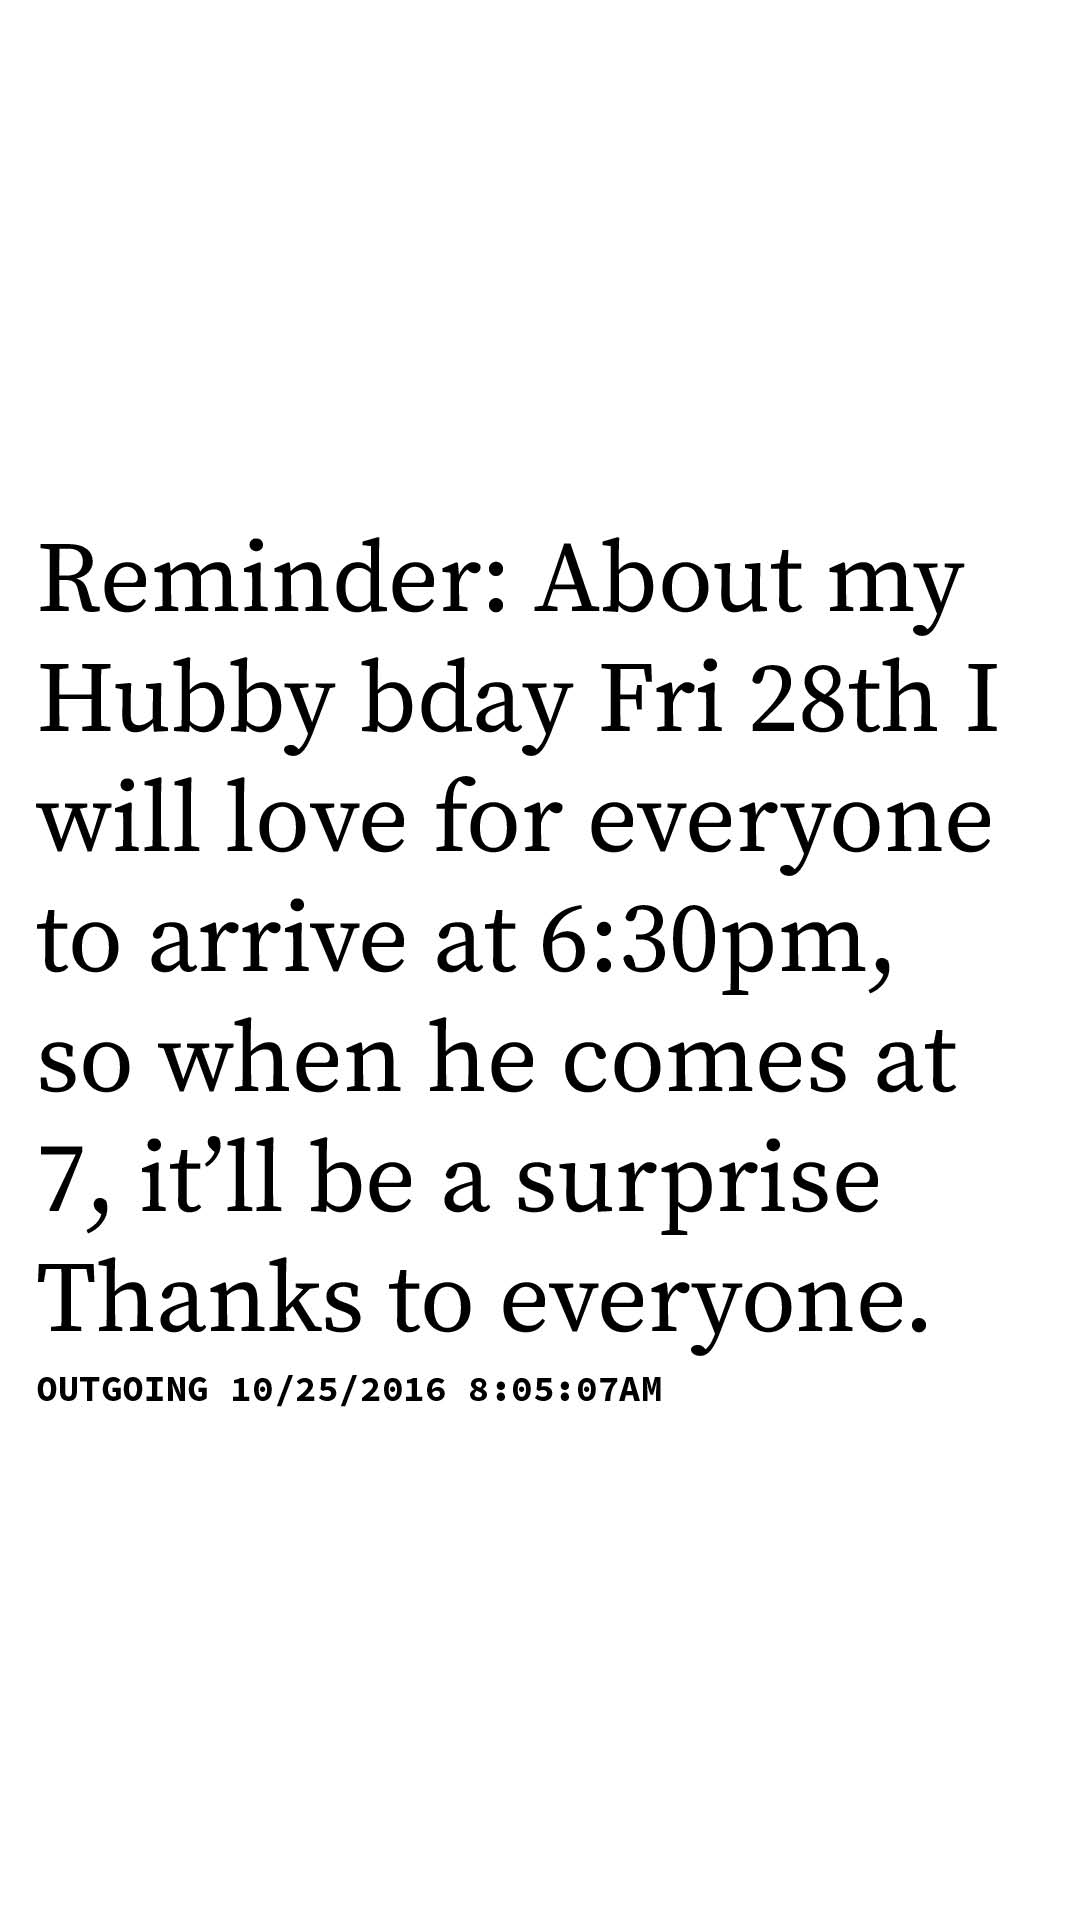 Reminder: About my
Hubby bday Fri 28th I
will love for everyone
to arrive at 6:30pm,
so when he comes at
7, it’ll be a surprise
Thanks to everyone.
OUTGOING 10/25/2016 8:05:07AM